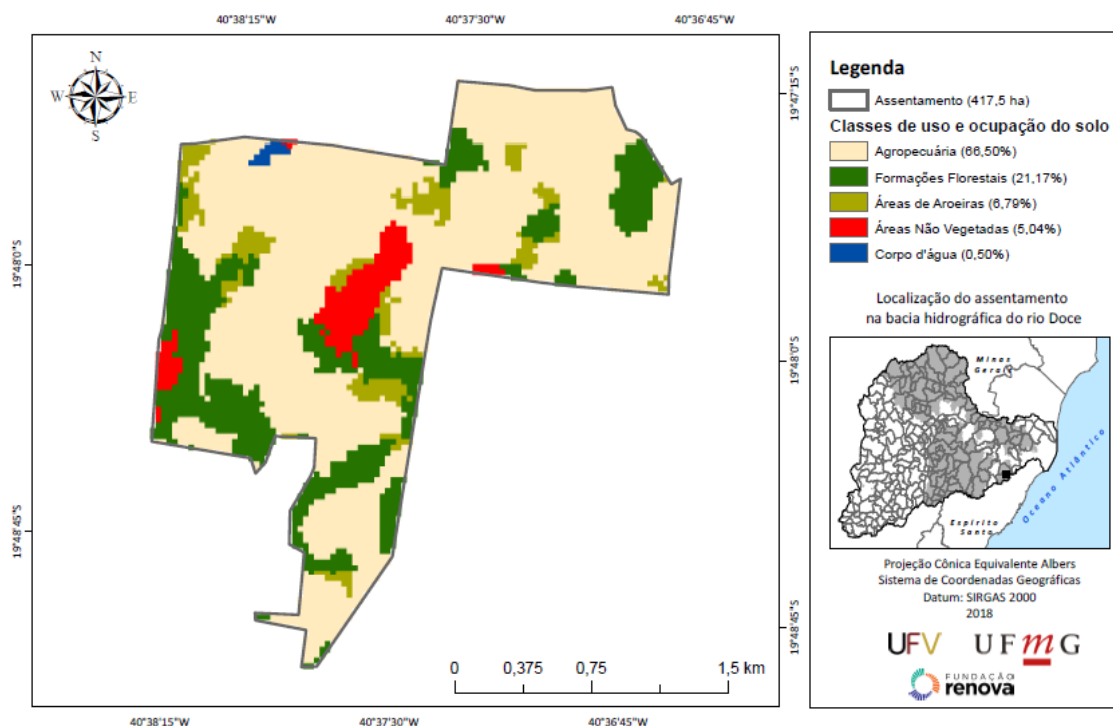 40°38'15"W
40°37'30"W
40°36'45"W
N
W
E
S
19°48'0"S
19°48'45"S
19°47'15"S
19°48'0"S
19°48'45"S
0
0,375
0,75
1,5 km
40°38'15"W
40°37'30"W
40°36'45"W
Legenda
Assentamento (417,5 ha)
Classes de uso e ocupação do solo
Agropecuária (66,50%)
Formações Florestais (21,17%)
Áreas de Aroeiras (6,79%)
Áreas Não Vegetadas (5,04%)
Corpo d'água (0,50%)
Localização do assentamento
na bacia hidrográfica do rio Doce
Minas
Gerais
Oceano Atlântico
Espírito
Santo
Projeção Cônica Equivalente Albers
Sistema de Coordenadas Geográficas
Datum: SIRGAS 2000
2018
UFV
UFmG
FUNDAÇÃO
renova